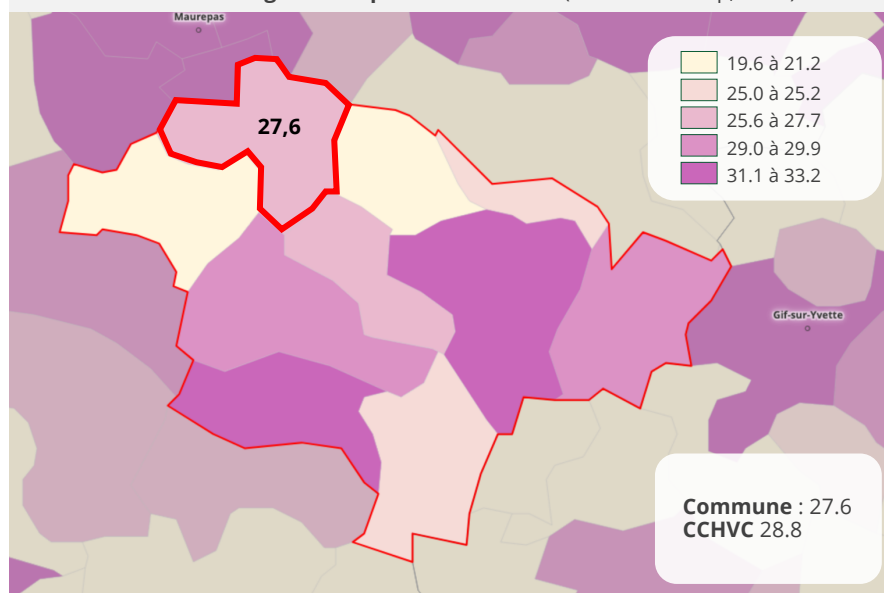 Maurepas
27,6
19.6 à 21.2
25.0 à 25.2
25.6 à 27.7
29.0 à 29.9
31.1 à 33.2
Gif-sur-Yvette
Commune : 27.6
CCHVC 28.8